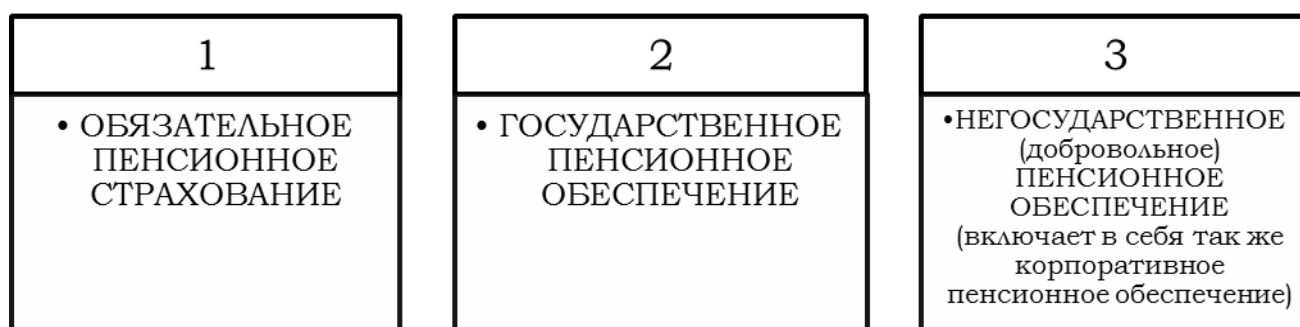 1
• ОБЯЗАТЕЛЬНОЕ
ПЕНСИОННОЕ
СТРАХОВАНИЕ
2
• ГОСУДАРСТВЕННОЕ
ПЕНСИОННОЕ
ОБЕСПЕЧЕНИЕ
3
•НЕГОСУДАРСТВЕННОЕ
(добровольное)
ПЕНСИОННОЕ
ОБЕСПЕЧЕНИЕ
(включает в себя так же
корпоративное
пенсионное обеспечение)